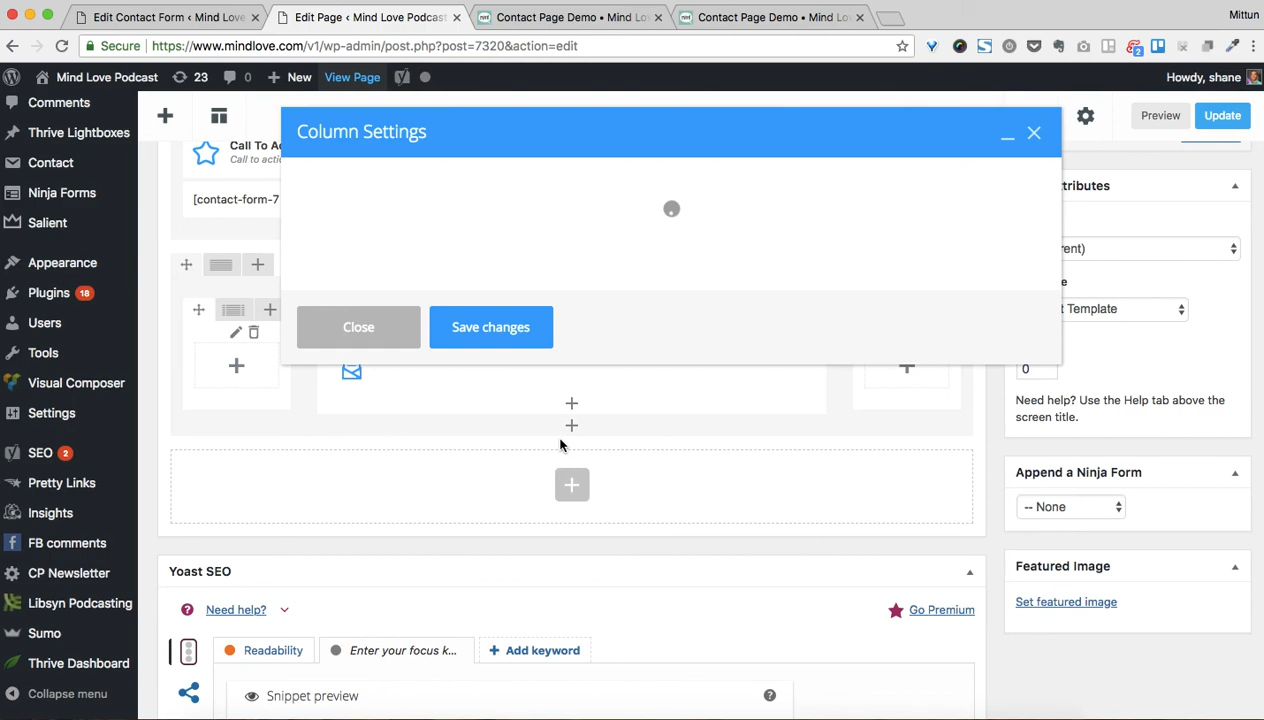 Edit Contact Form ‹ Mind Love
Edit Page ‹ Mind Love Podcast
Contact Page Demo • Mind Lo
Contact Page Demo • Mind Lo
Mittun
Secure
https://www.mindlove.com/v1/wp-admin/post.php?post=7320&action=edit
2
Mind Love Podcast
23
0
New
View Page
Howdy, shane
Comments
Thrive Lightboxes
Contact
Ninja Forms
Salient
Appearance
Plugins 18
Users
Tools
Visual Composer
Settings
SEO 2
Pretty Links
Insights
FB comments
CP Newsletter
Libsyn Podcasting
Sumo
Thrive Dashboard
Collapse menu
Preview
Update
Column Settings
Close
Save changes
Call To Ac
Call to actio
[contact-form-7
ttributes
rent)
e
t Template
0
Need help? Use the Help tab above the
screen title.
Append a Ninja Form
-- None
Featured Image
Set featured image
Yoast SEO
Need help?
Go Premium
Readability
Enter your focus k...
Add keyword
Snippet preview